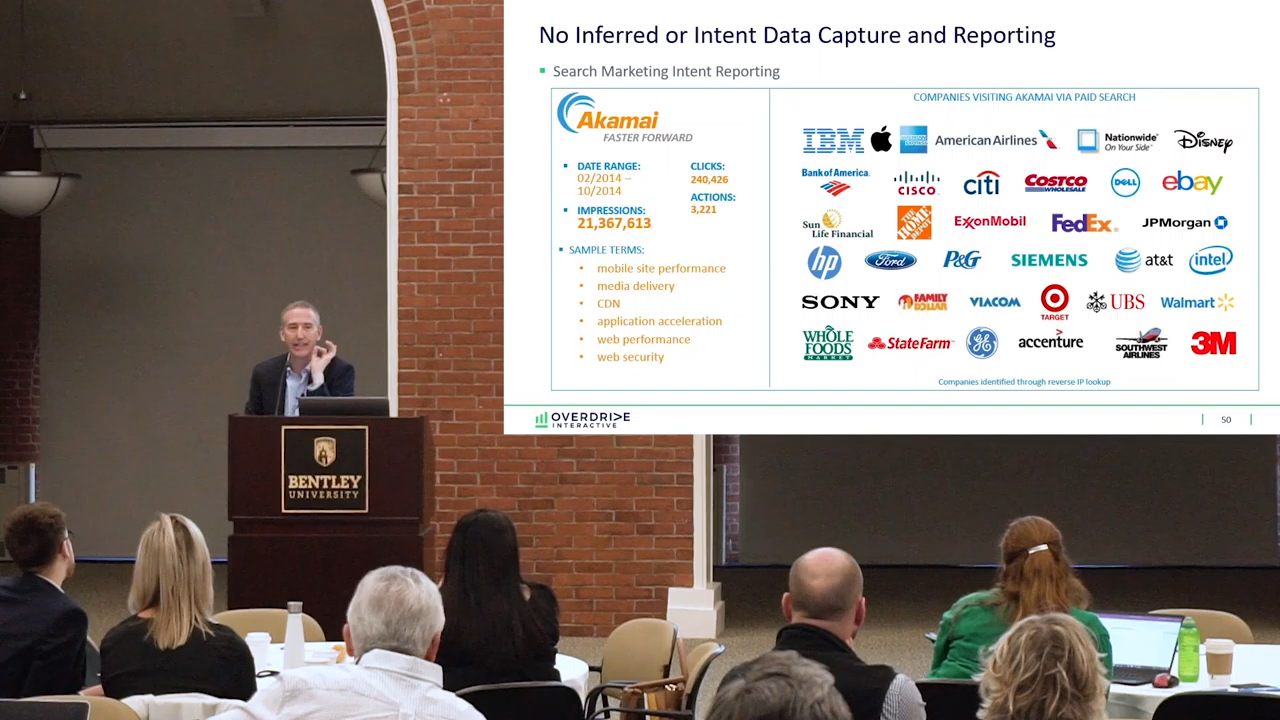 No Inferred or Intent Data Capture and Reporting
Search Marketing Intent Reporting
Akamai
FASTER FORWARD
DATE RANGE:
02/2014 –
10/2014
IMPRESSIONS:
21,367,613
CLICKS:
240,426
ACTIONS:
3,221
SAMPLE TERMS:
• mobile site performance
• media delivery
• CDN
• application acceleration
• web performance
• web security
COMPANIES VISITING AKAMAI VIA PAID SEARCH
IBM American Airlines Nationwide
On Your Side
Disney
Bank of America.
CISCO citi COSTCO
WHOLESALE
DELL ebay
Sun
Life Financial
THE HOME DEPOT
ExxonMobil FedEx. JPMorgan
hp Ford P&G SIEMENS at&t intel
SONY FAMILY
DOLLAR
VIACOM TARGET UBS Walmart
WHOLE
FOODS
MARKET
StateFarm GE accenture SOUTHWEST
AIRLINES
3M
Companies identified through reverse IP lookup
OVERDRIVE
INTERACTIVE
| 50 |
BENTLEY
UNIVERSITY